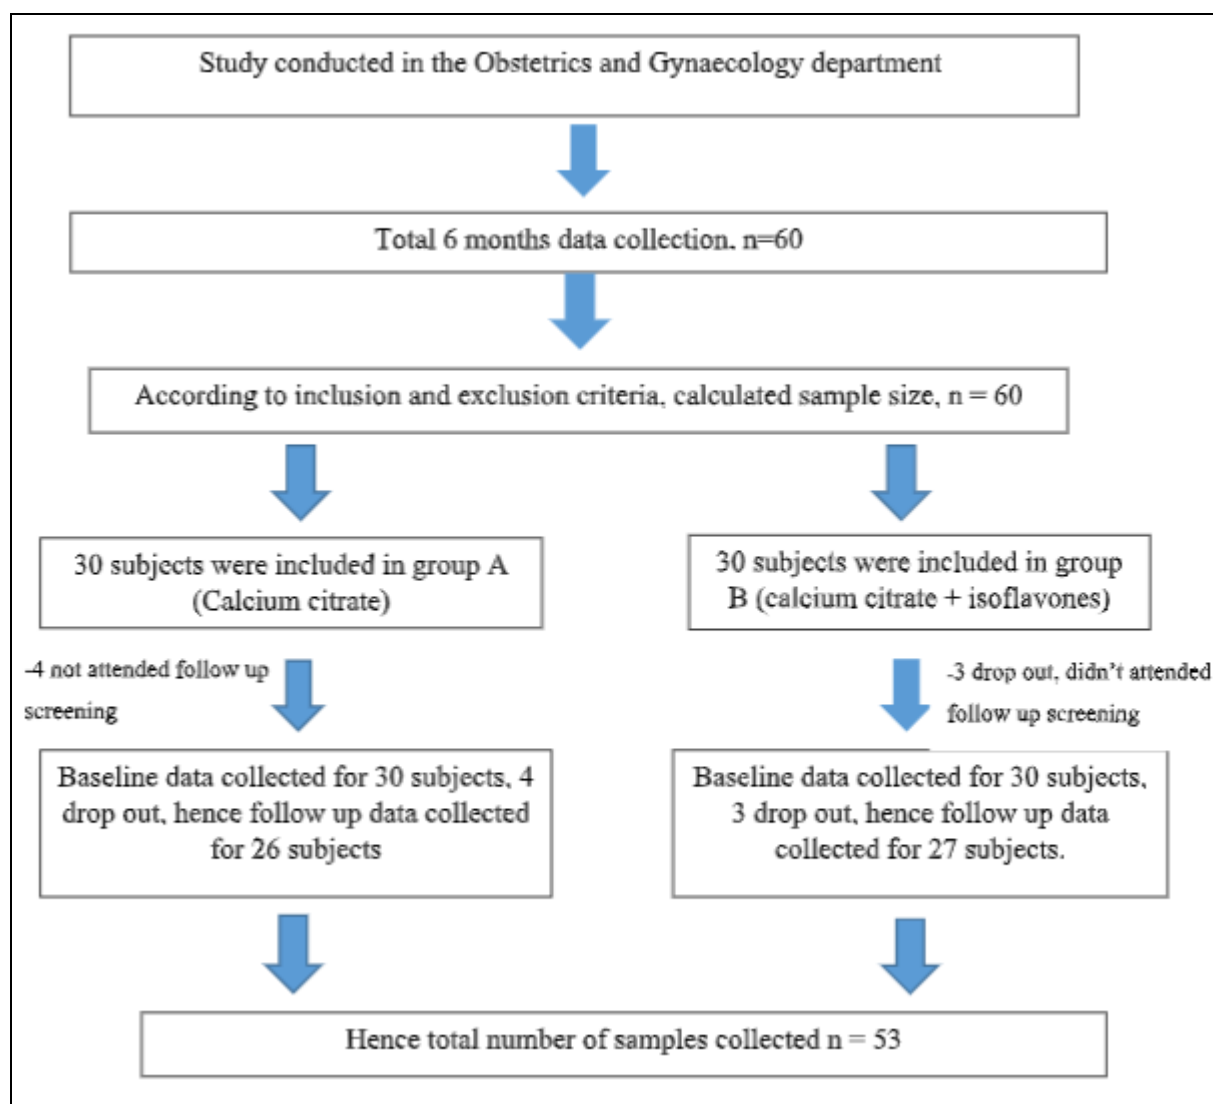 Study conducted in the Obstetrics and Gynaecology department
Total 6 months data collection. n=60
According to inclusion and exclusion criteria, calculated sample size, n = 60
30 subjects were included in group A
(Calcium citrate)
30 subjects were included in group
B (calcium citrate + isoflavones)
-4 not attended follow up
screening
-3 drop out, didn't attended
follow up screening
Baseline data collected for 30 subjects, 4
drop out, hence follow up data collected
for 26 subjects
Baseline data collected for 30 subjects,
3 drop out, hence follow up data
collected for 27 subjects.
Hence total number of samples collected n = 53